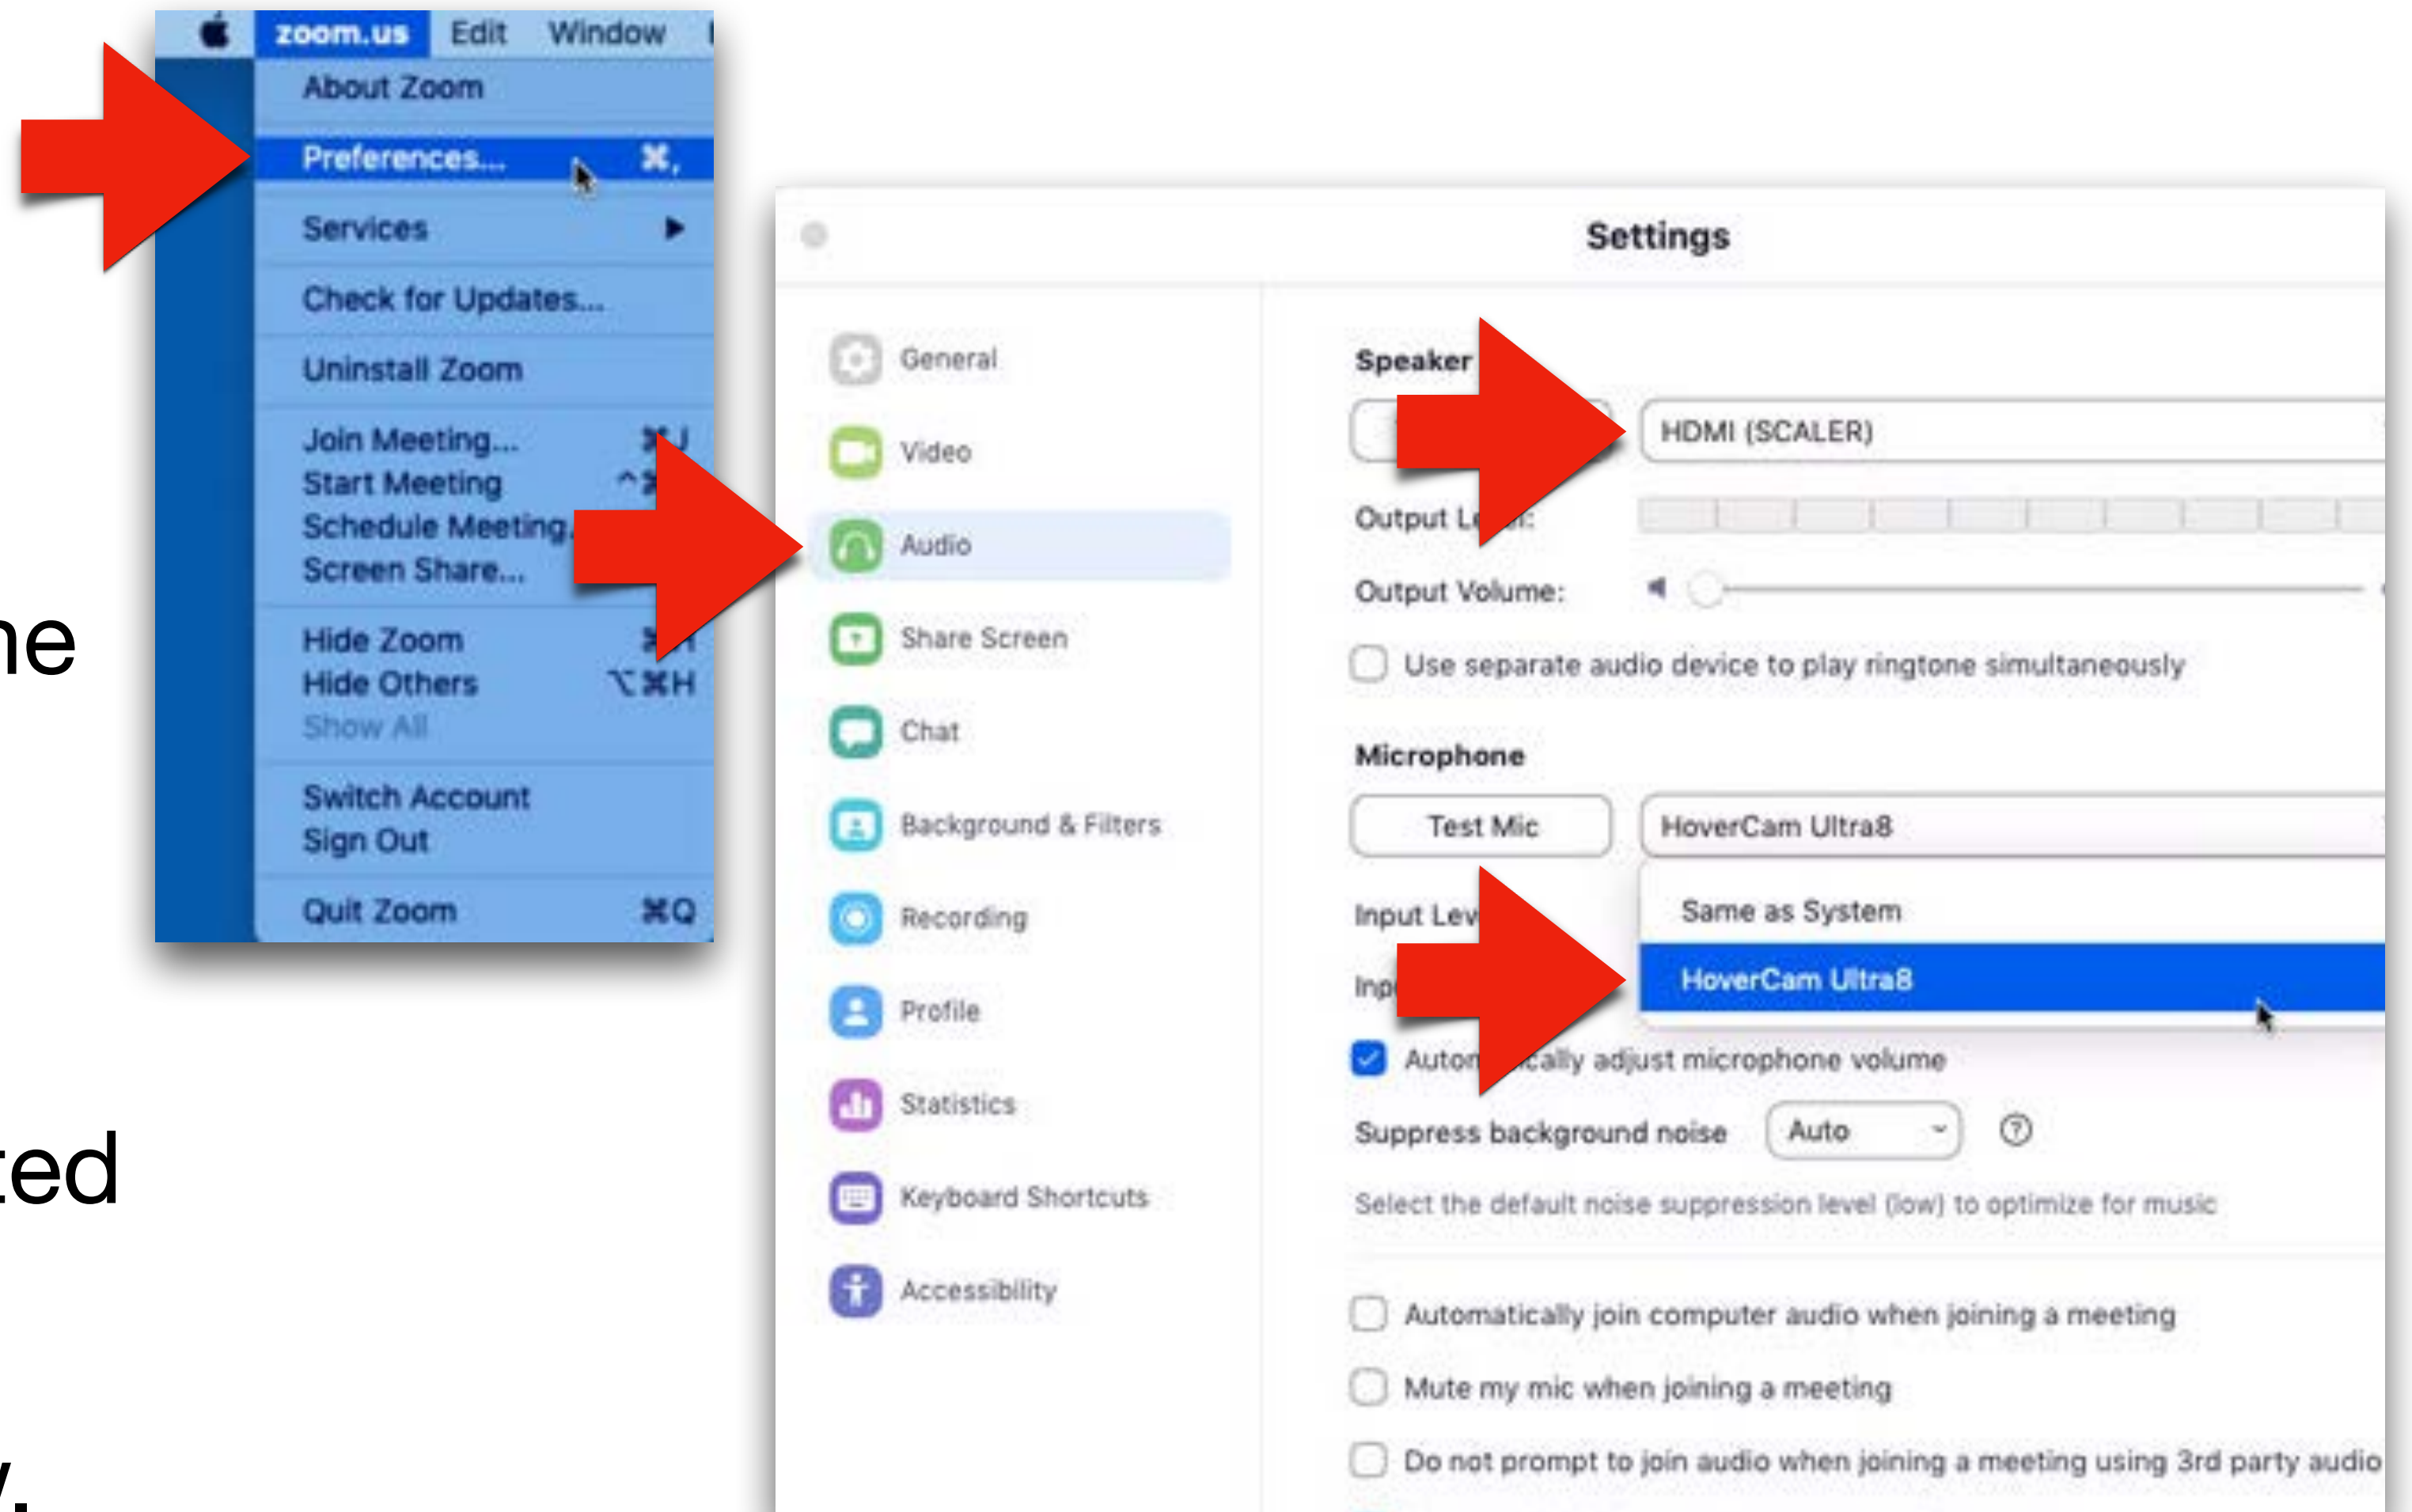 zoom.us Edit Window
About Zoom
Preferences... ⌘,
Services
Check for Updates...
Uninstall Zoom
Join Meeting... ⌘J
Start Meeting
Schedule Meeting.
Screen Share...
Hide Zoom
Hide Others ⌥⌘H
Show All
Switch Account
Sign Out
Quit Zoom ⌘Q
ted
Settings
General
Video
Audio
Share Screen
Chat
Background & Filters
Recording
Profile
Statistics
Keyboard Shortcuts
Accessibility
Speaker
HDMI (SCALER)
Output
Output Volume:
Use separate audio device to play ringtone simultaneously
Microphone
Test Mic HoverCam Ultra8
Same as System
Input
HoverCam Ultra8
adjust microphone volume
Suppress background noise Auto
Select the default noise suppression level (low) to optimize for music
Automatically join computer audio when joining a meeting
Mute my mic when joining a meeting
Do not prompt to join audio when joining a meeting using 3rd party audio